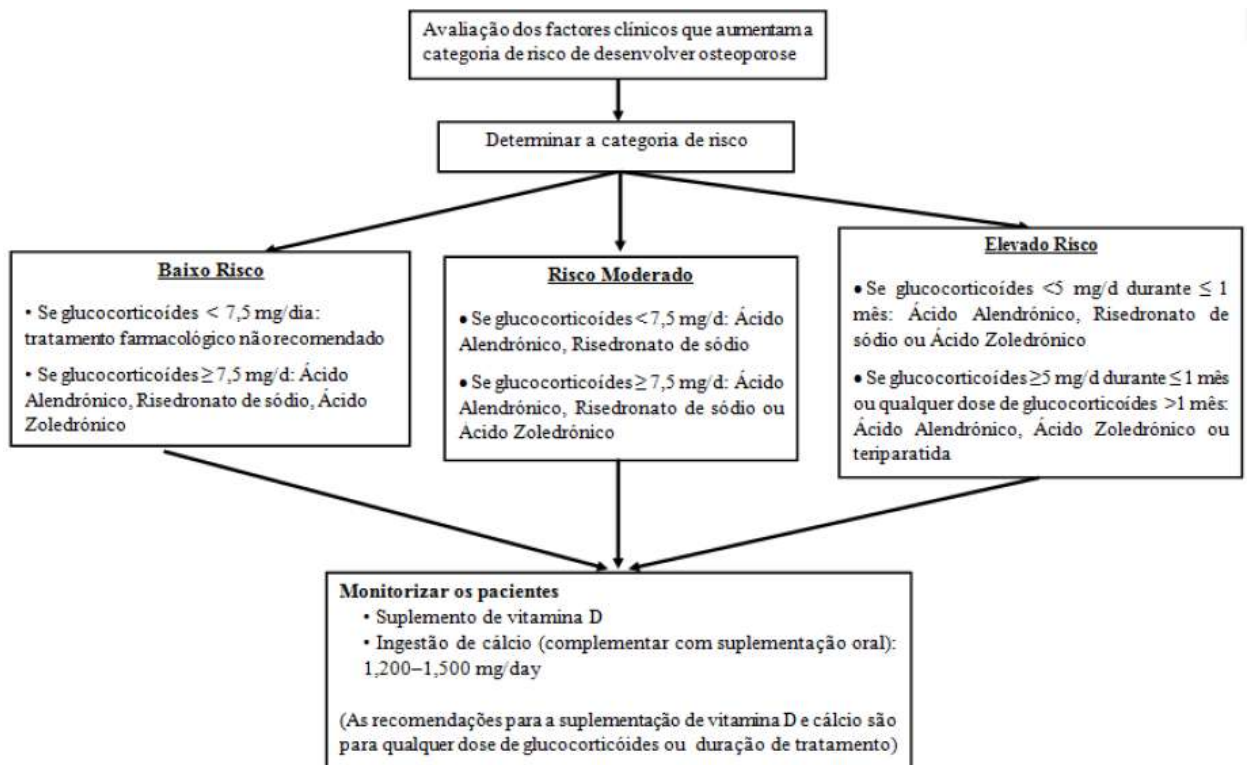 Avaliação dos factores clínicos que aumentam a
categoria de risco de desenvolver osteoporose
Determinar a categoria de risco
Baixo Risco
• Se glucocorticoídes < 7,5 mg/dia:
tratamento farmacológico não recomendado
• Se glucocorticoídes ≥ 7,5 mg/d: Ácido
Alendrónico, Risedronato de sódio, Ácido
Zoledrónico
Risco Moderado
• Se glucocorticoídes < 7,5 mg/d: Ácido
Alendrónico, Risedronato de sódio
• Se glucocorticoídes ≥ 7,5 mg/d: Ácido
Alendrónico, Risedronato de sódio ou
Ácido Zoledrónico
Elevado Risco
• Se glucocorticoídes <5 mg/d durante ≤ 1
mês: Ácido Alendrónico, Risedronato de
sódio ou Ácido Zoledrónico
• Se glucocorticoídes ≥5 mg/d durante ≤ 1 mês
ou qualquer dose de glucocorticoídes >1 mês:
Ácido Alendrónico, Ácido Zoledrónico ou
teriparatida
Monitorizar os pacientes
• Suplemento de vitamina D
• Ingestão de cálcio (complementar com suplementação oral):
1,200–1,500 mg/day
(As recomendações para a suplementação de vitamina D e cálcio são
para qualquer dose de glucocorticóides ou duração de tratamento)